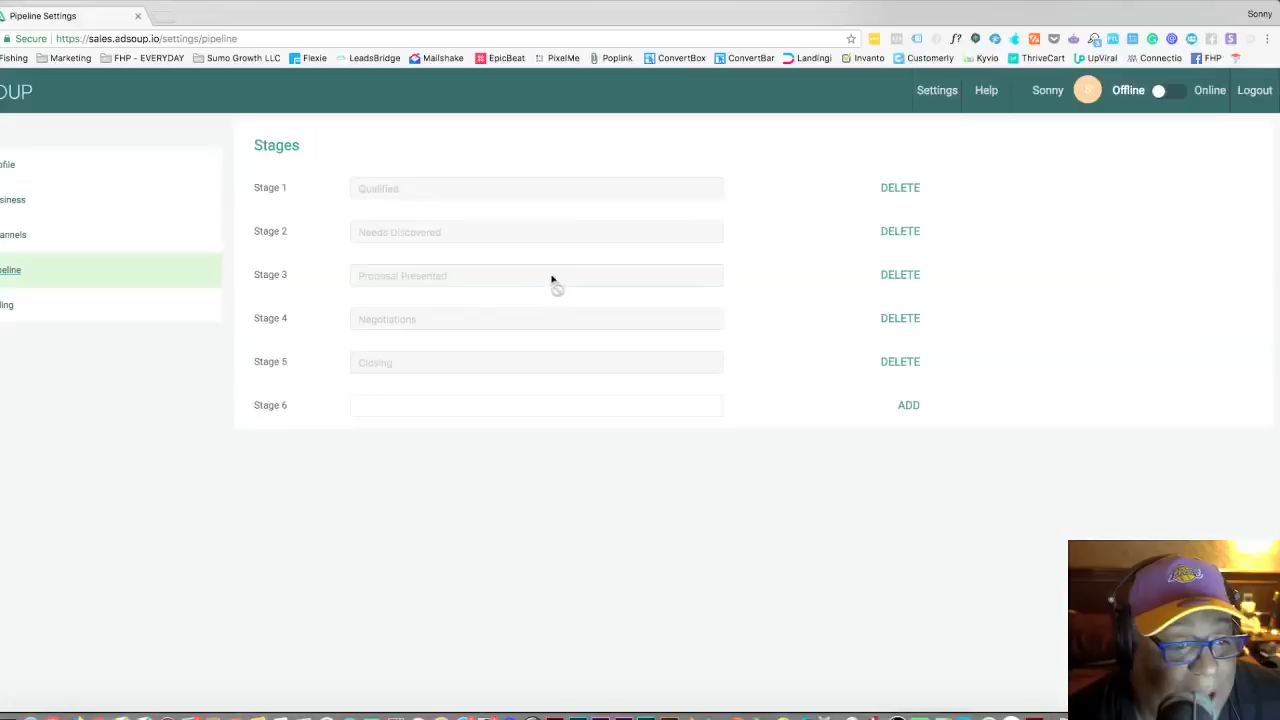 Pipeline Settings
Sonny
Secure https://sales.adsoup.io/settings/pipeline
Fishing Marketing FHP - EVERYDAY Sumo Growth LLC Flexie LeadsBridge Mailshake EpicBeat PixelMe Poplink ConvertBox ConvertBar Landingi Invanto Customerly Kyvio ThriveCart UpViral Connectio FHP
OUP Settings Help Sonny Offline Online Logout
ofile
siness
annels
peline
ling
Stages
Stage 1 Qualified DELETE
Stage 2 Needs Discovered DELETE
Stage 3 Proposal Presented DELETE
Stage 4 Negotiations DELETE
Stage 5 Closing DELETE
Stage 6 ADD